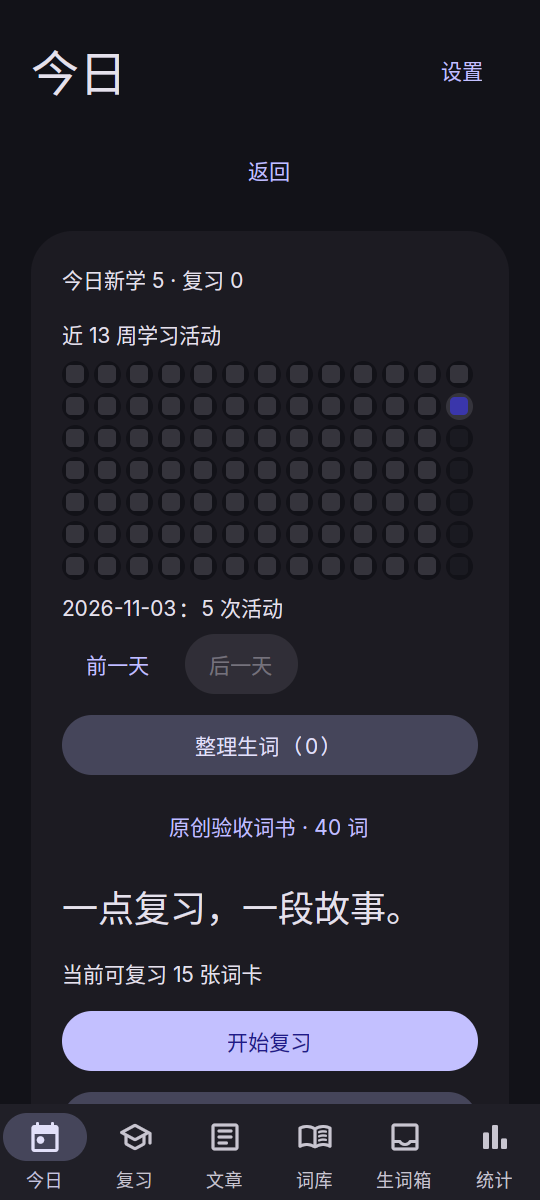 今日
设置
返回
今日新学 5 · 复习 0
近 13 周学习活动
2026-11-03：5 次活动
前一天
后一天
整理生词（0）
原创验收词书 · 40 词
一点复习，一段故事。
当前可复习 15 张词卡
开始复习
今日
复习
文章
词库
生词箱
统计